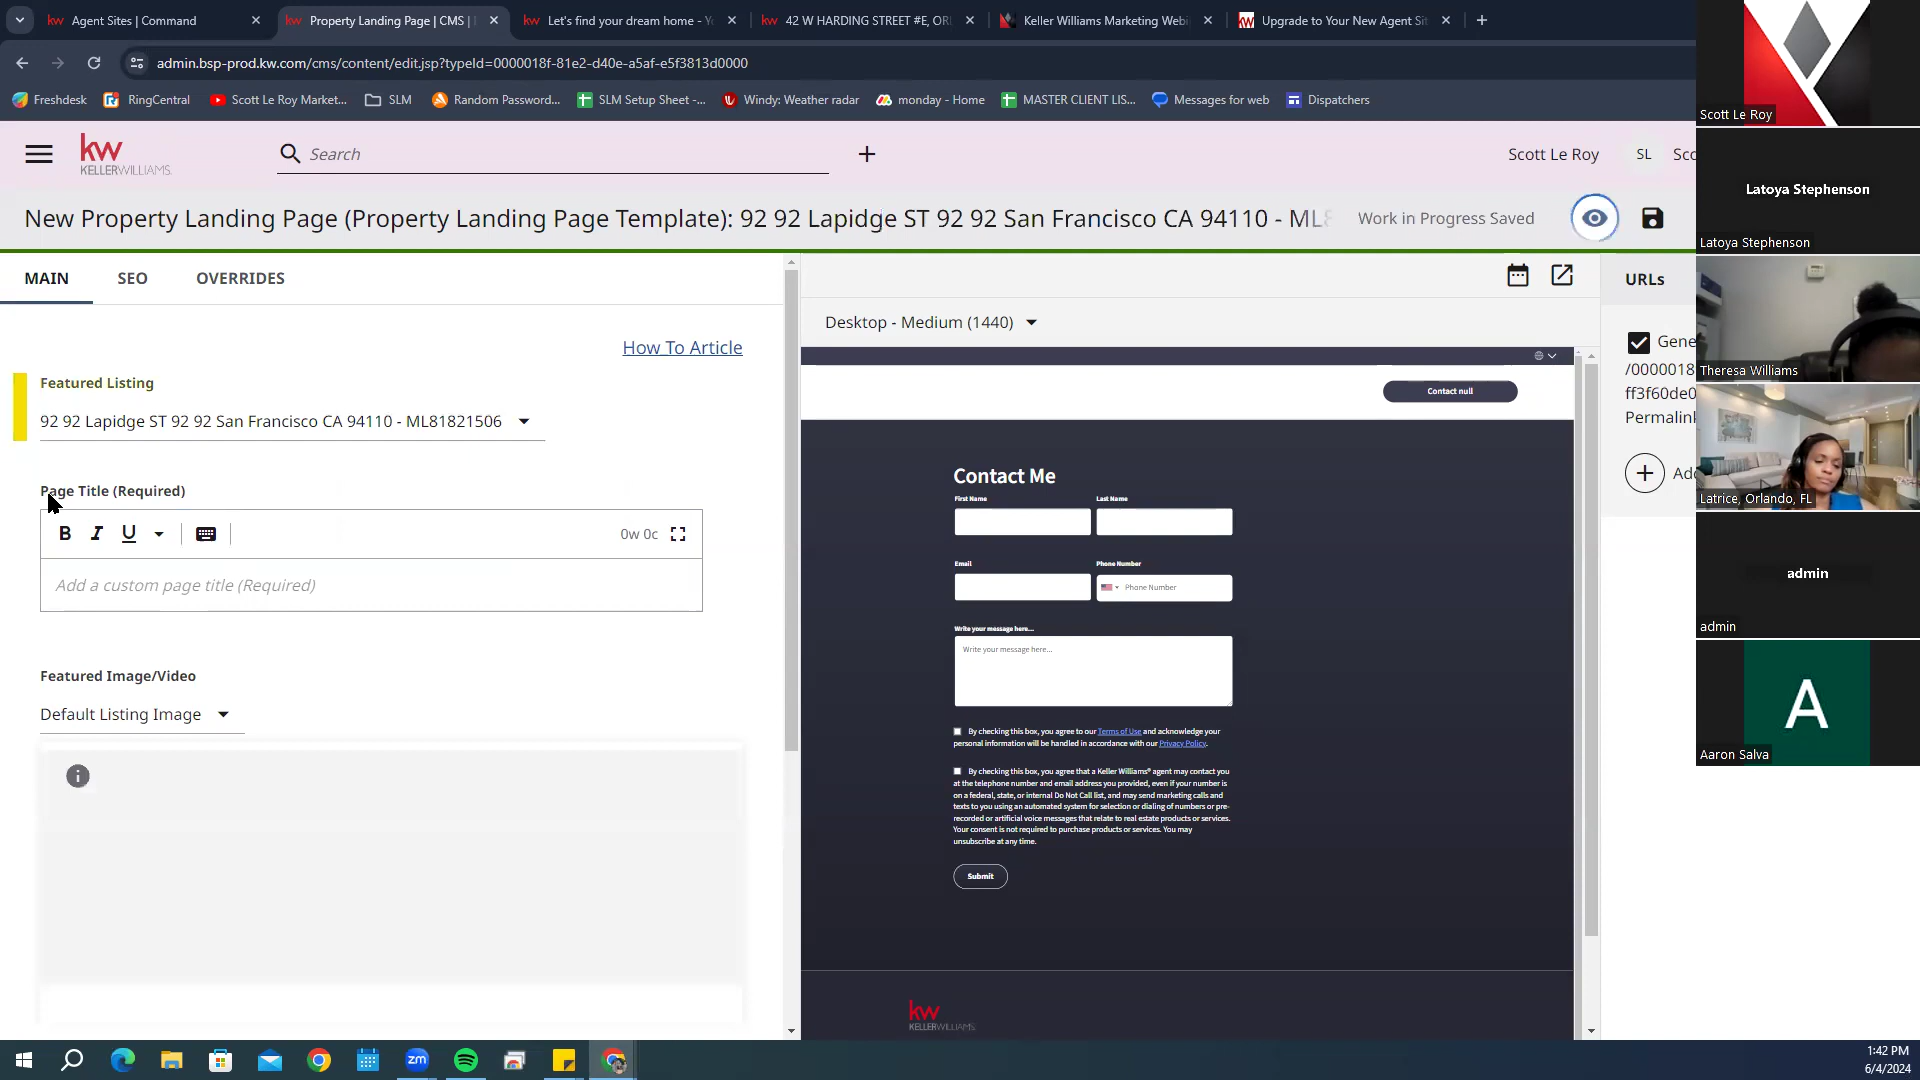 Agent Sites | Command
Property Landing Page | CMS |
Let's find your dream home - Y
42 W HARDING STREET #E, ORL
Keller Williams Marketing Webi
Upgrade to Your New Agent Sit
admin.bsp-prod.kw.com/cms/content/edit.jsp?typeId=0000018f-81e2-d40e-a5af-e5f3813d0000
Freshdesk
RingCentral
Scott Le Roy Market...
SLM
Random Password...
SLM Setup Sheet -...
Windy: Weather radar
monday - Home
MASTER CLIENT LIS...
Messages for web
Dispatchers
kw
KELLERWILLIAMS.
Search
Scott Le Roy
SL
Sco
New Property Landing Page (Property Landing Page Template): 92 92 Lapidge ST 92 92 San Francisco CA 94110 - ML8
Work in Progress Saved
MAIN
SEO
OVERRIDES
How To Article
Featured Listing
92 92 Lapidge ST 92 92 San Francisco CA 94110 - ML81821506
Page Title (Required)
B I U
0w 0c
Add a custom page title (Required)
Featured Image/Video
Default Listing Image
Desktop - Medium (1440)
Contact null
Contact Me
First Name
Last Name
Email
Phone Number
Phone Number
Write your message here...
Write your message here...
By checking this box, you agree to our Terms of Use and acknowledge your
personal information will be handled in accordance with our Privacy Policy.
By checking this box, you agree that a Keller Williams® agent may contact you
at the telephone number and email address you provided, even if your number is
on a federal, state, or internal Do Not Call list, and may send marketing calls and
texts to you using an automated system for selection or dialing of numbers or pre-
recorded or artificial voice messages that relate to real estate products or services.
Your consent is not required to purchase products or services. You may
unsubscribe at any time.
Submit
kw
KELLERWILLIAMS.
URLs
Gene
/0000018
ff3f60de0
Permalink
Add
Scott Le Roy
Latoya Stephenson
Latoya Stephenson
Theresa Williams
Latrice, Orlando, FL
admin
admin
A
Aaron Salva
zm
1:42 PM
6/4/2024